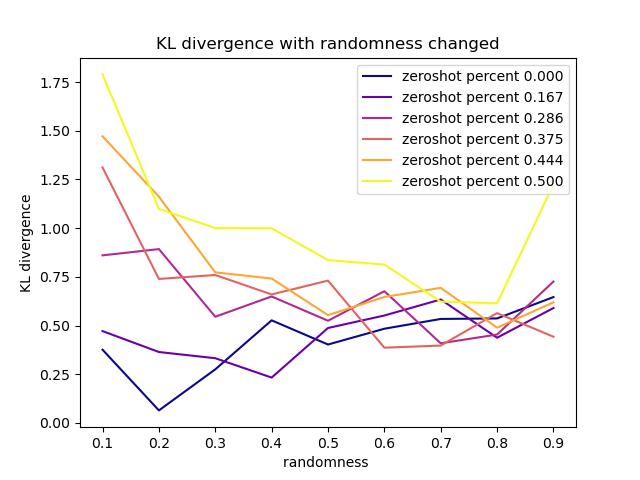 KL divergence with randomness changed
zeroshot percent 0.000
zeroshot percent 0.167
zeroshot percent 0.286
zeroshot percent 0.375
zeroshot percent 0.444
zeroshot percent 0.500
KL divergence
1.75
1.50
1.25
1.00
0.75
0.50
0.25
0.00
0.1 0.2 0.3 0.4 0.5 0.6 0.7 0.8 0.9
randomness